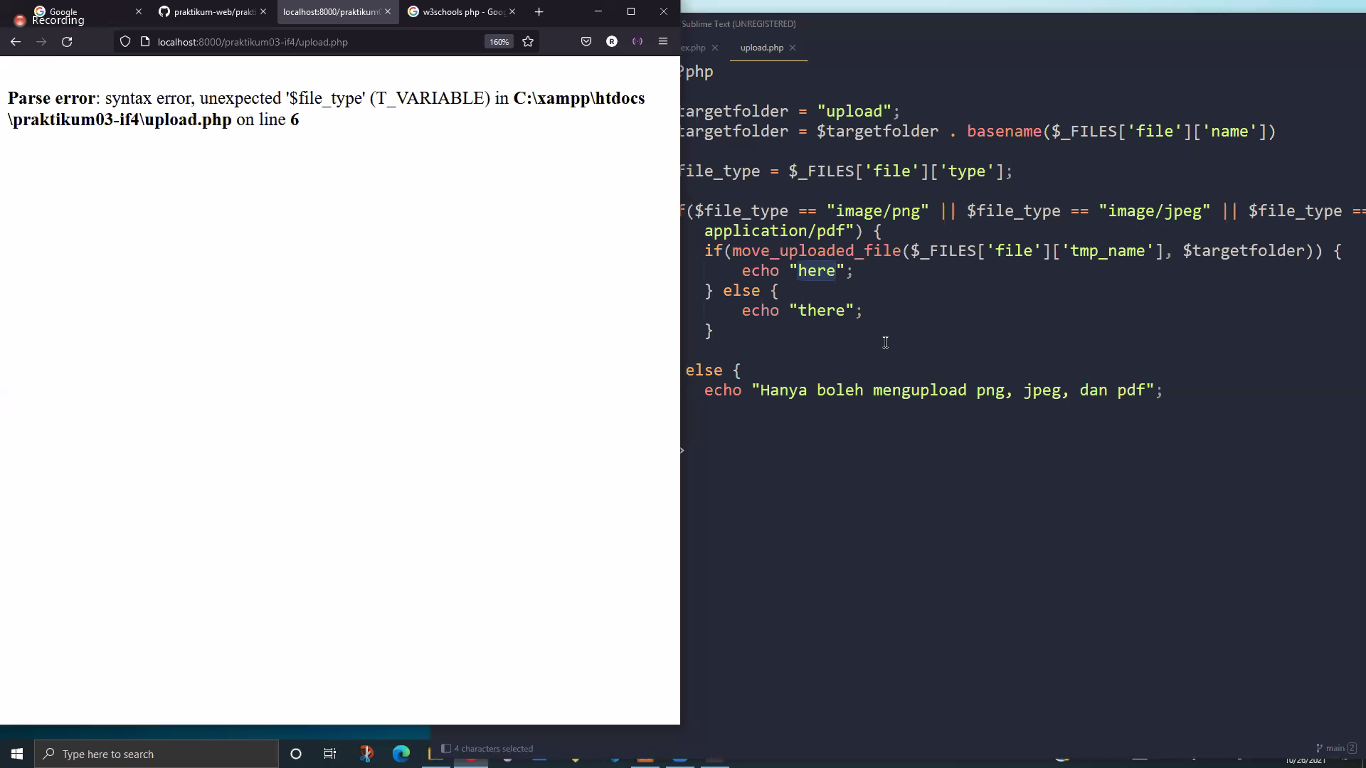 Recording
Google
praktikum-web/prakt
localhost:8000/praktikum0
w3schools php - Goog
localhost:8000/praktikum03-if4/upload.php
160%
Parse error: syntax error, unexpected '$file_type' (T_VARIABLE) in C:\xampp\htdocs
\praktikum03-if4\upload.php on line 6
Sublime Text (UNREGISTERED)
ex.php
upload.php
?php
targetfolder = "upload";
targetfolder = $targetfolder . basename($_FILES['file']['name'])
file_type = $_FILES['file']['type'];
f($file_type == "image/png" || $file_type == "image/jpeg" || $file_type ==
application/pdf") {
if(move_uploaded_file($_FILES['file']['tmp_name'], $targetfolder)) {
echo "here";
} else {
echo "there";
}
else {
echo "Hanya boleh mengupload png, jpeg, dan pdf";
>
Type here to search
4 characters selected
main 2
10/26/2021